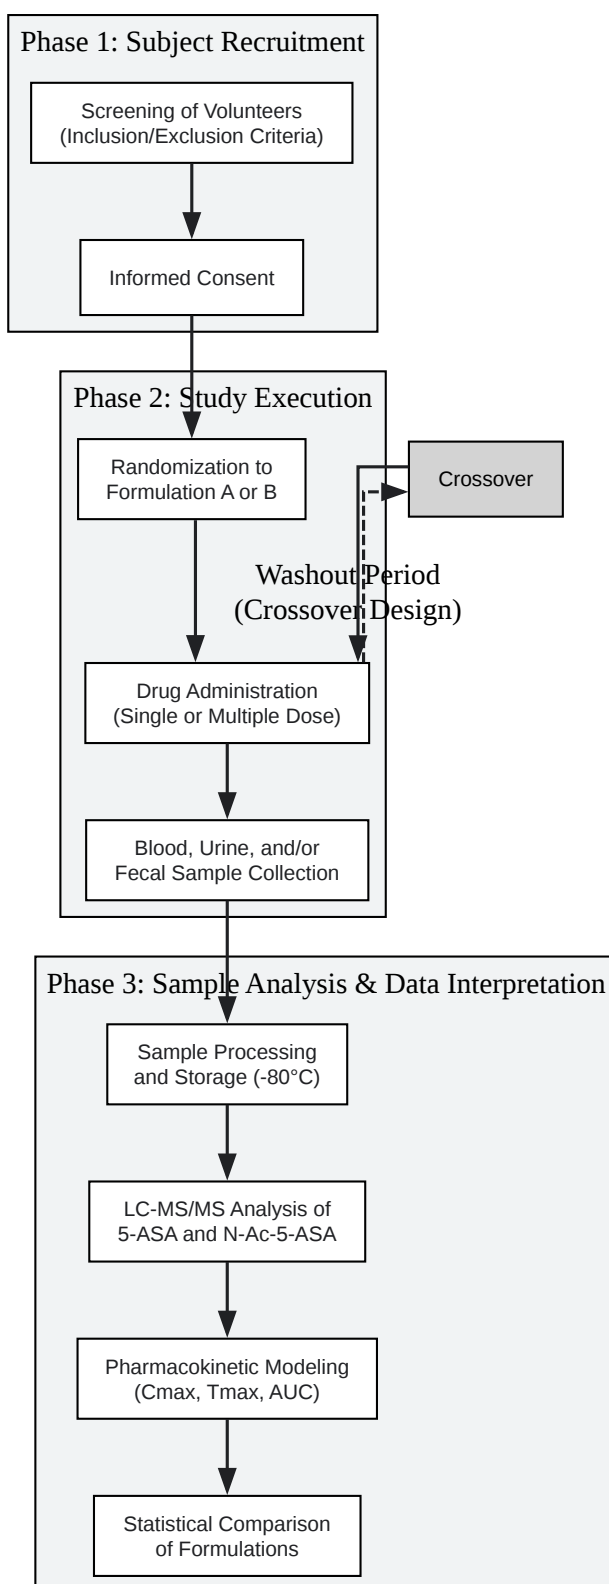 Phase 1: Subject Recruitment
Screening of Volunteers
(Inclusion/Exclusion Criteria)
Informed Consent
Phase 2: Study Execution
Randomization to
Formulation A or B
Crossover
Washout Period
(Crossover Design)
Drug Administration
(Single or Multiple Dose)
Blood, Urine, and/or
Fecal Sample Collection
Phase 3: Sample Analysis & Data Interpretation
Sample Processing
and Storage (-80°C)
LC-MS/MS Analysis of
5-ASA and N-Ac-5-ASA
Pharmacokinetic Modeling
(Cmax, Tmax, AUC)
Statistical Comparison
of Formulations